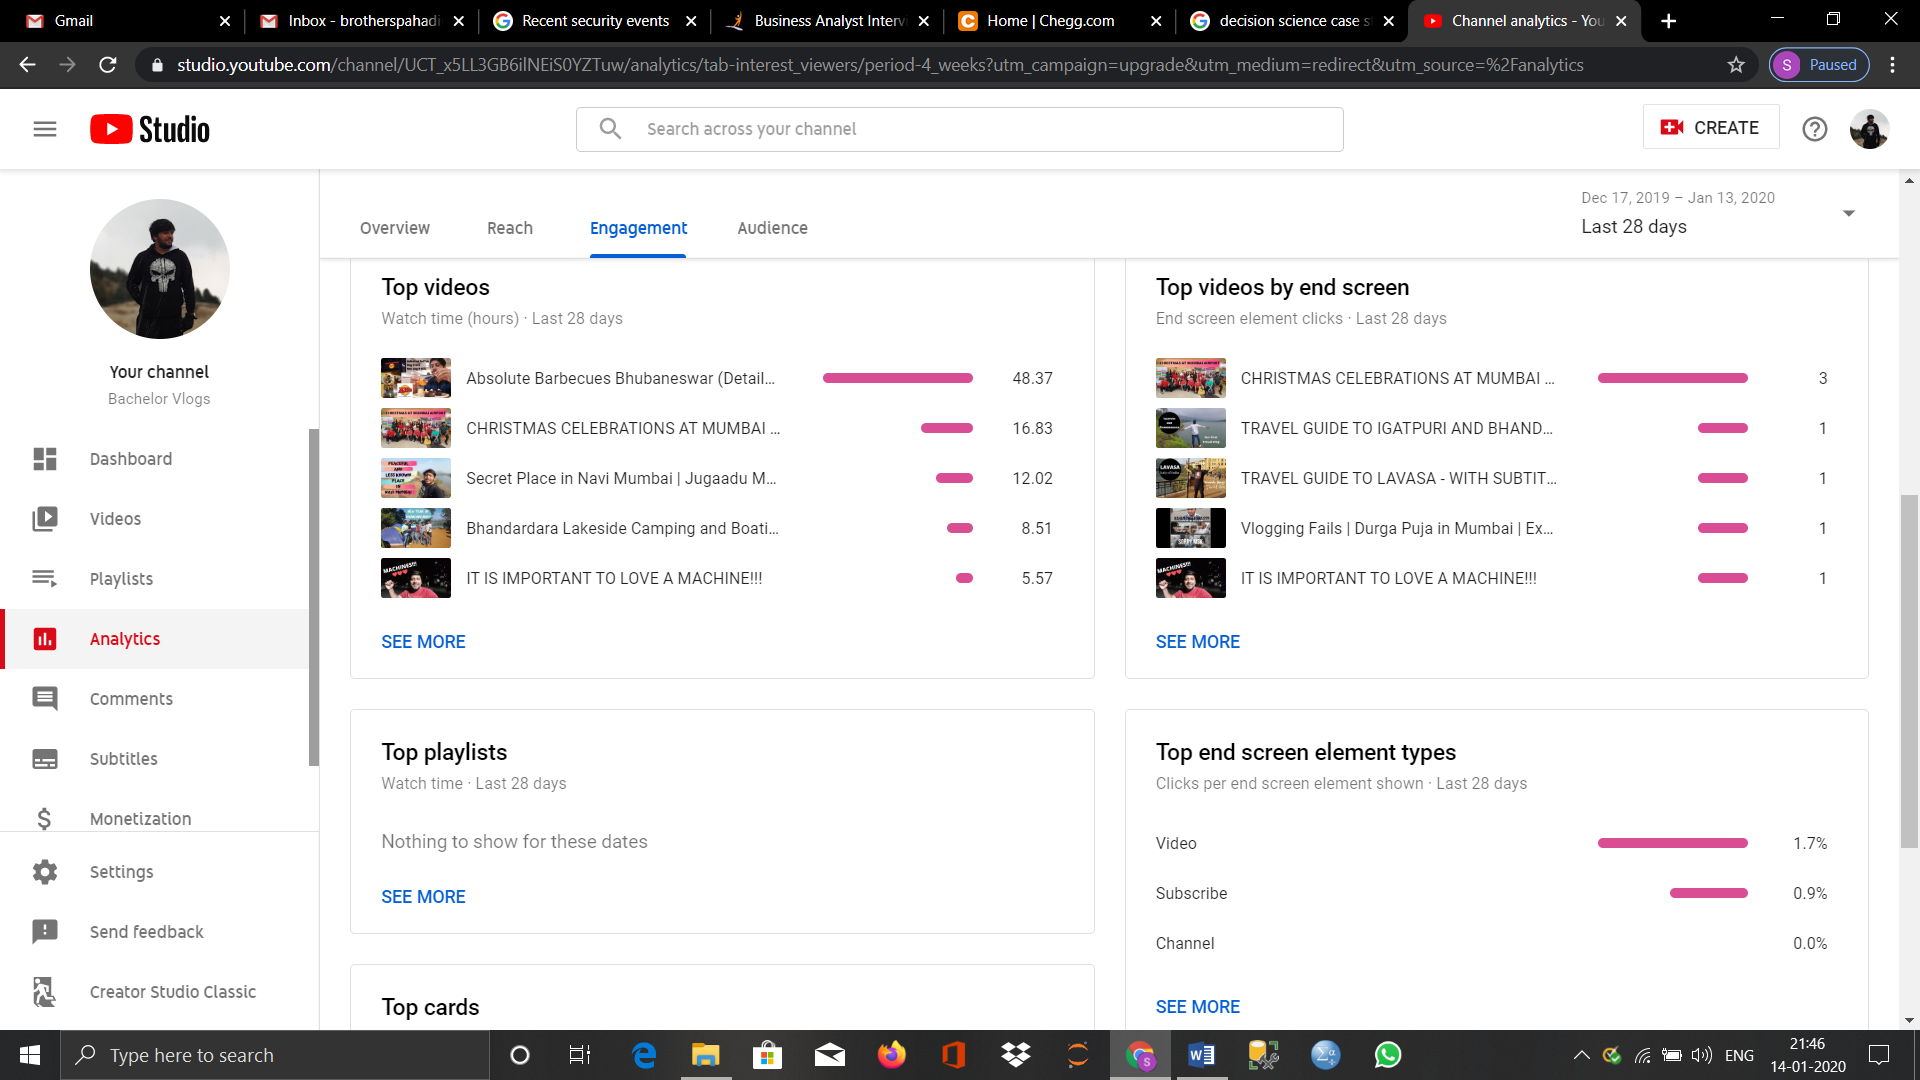 Gmail
Inbox - brotherspahadi
Recent security events
Business Analyst Interv
Home | Chegg.com
decision science case s
Channel analytics - You
studio.youtube.com/channel/UCT_x5LL3GB6ilNEiS0YZTuw/analytics/tab-interest_viewers/period-4_weeks?utm_campaign=upgrade&utm_medium=redirect&utm_source=%2Fanalytics
S Paused
Studio
Search across your channel
CREATE
Your channel
Bachelor Vlogs
Dashboard
Videos
Playlists
Analytics
Comments
Subtitles
Monetization
Settings
Send feedback
Creator Studio Classic
Overview Reach Engagement Audience
Dec 17, 2019 – Jan 13, 2020
Last 28 days
Top videos
Watch time (hours) · Last 28 days
Absolute Barbecues Bhubaneswar (Detail... 48.37
CHRISTMAS CELEBRATIONS AT MUMBAI ... 16.83
Secret Place in Navi Mumbai | Jugaadu M... 12.02
Bhandardara Lakeside Camping and Boati... 8.51
IT IS IMPORTANT TO LOVE A MACHINE!!! 5.57
SEE MORE
Top videos by end screen
End screen element clicks · Last 28 days
CHRISTMAS CELEBRATIONS AT MUMBAI ... 3
TRAVEL GUIDE TO IGATPURI AND BHAND... 1
TRAVEL GUIDE TO LAVASA - WITH SUBTIT... 1
Vlogging Fails | Durga Puja in Mumbai | Ex... 1
IT IS IMPORTANT TO LOVE A MACHINE!!! 1
SEE MORE
Top playlists
Watch time · Last 28 days
Nothing to show for these dates
SEE MORE
Top end screen element types
Clicks per end screen element shown · Last 28 days
Video 1.7%
Subscribe 0.9%
Channel 0.0%
SEE MORE
Top cards
Type here to search
ENG
21:46
14-01-2020